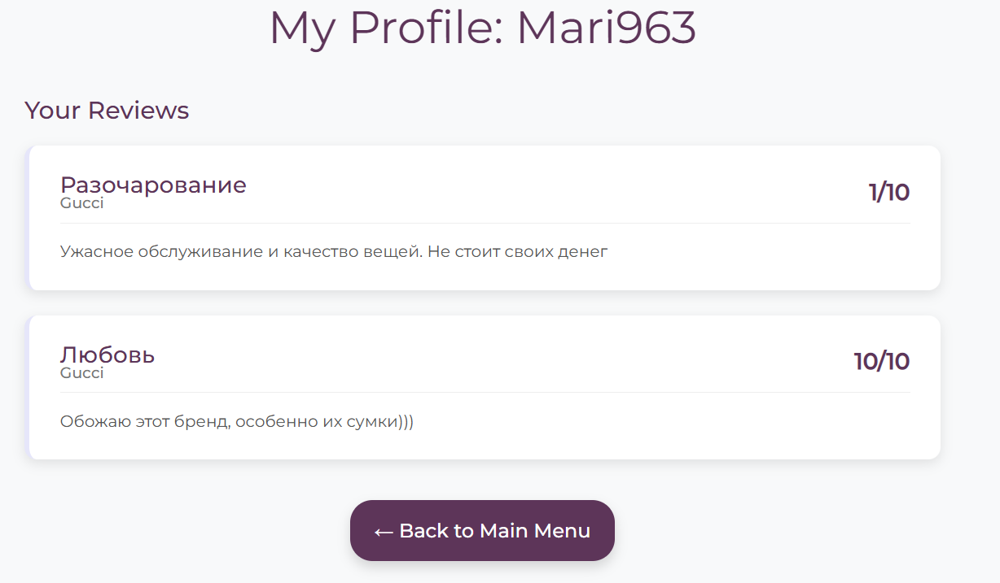 My Profile: Mari963
Your Reviews
Разочарование
Gucci
1/10
Ужасное обслуживание и качество вещей. Не стоит своих денег
Любовь
Gucci
10/10
Обожаю этот бренд, особенно их сумки)))
← Back to Main Menu